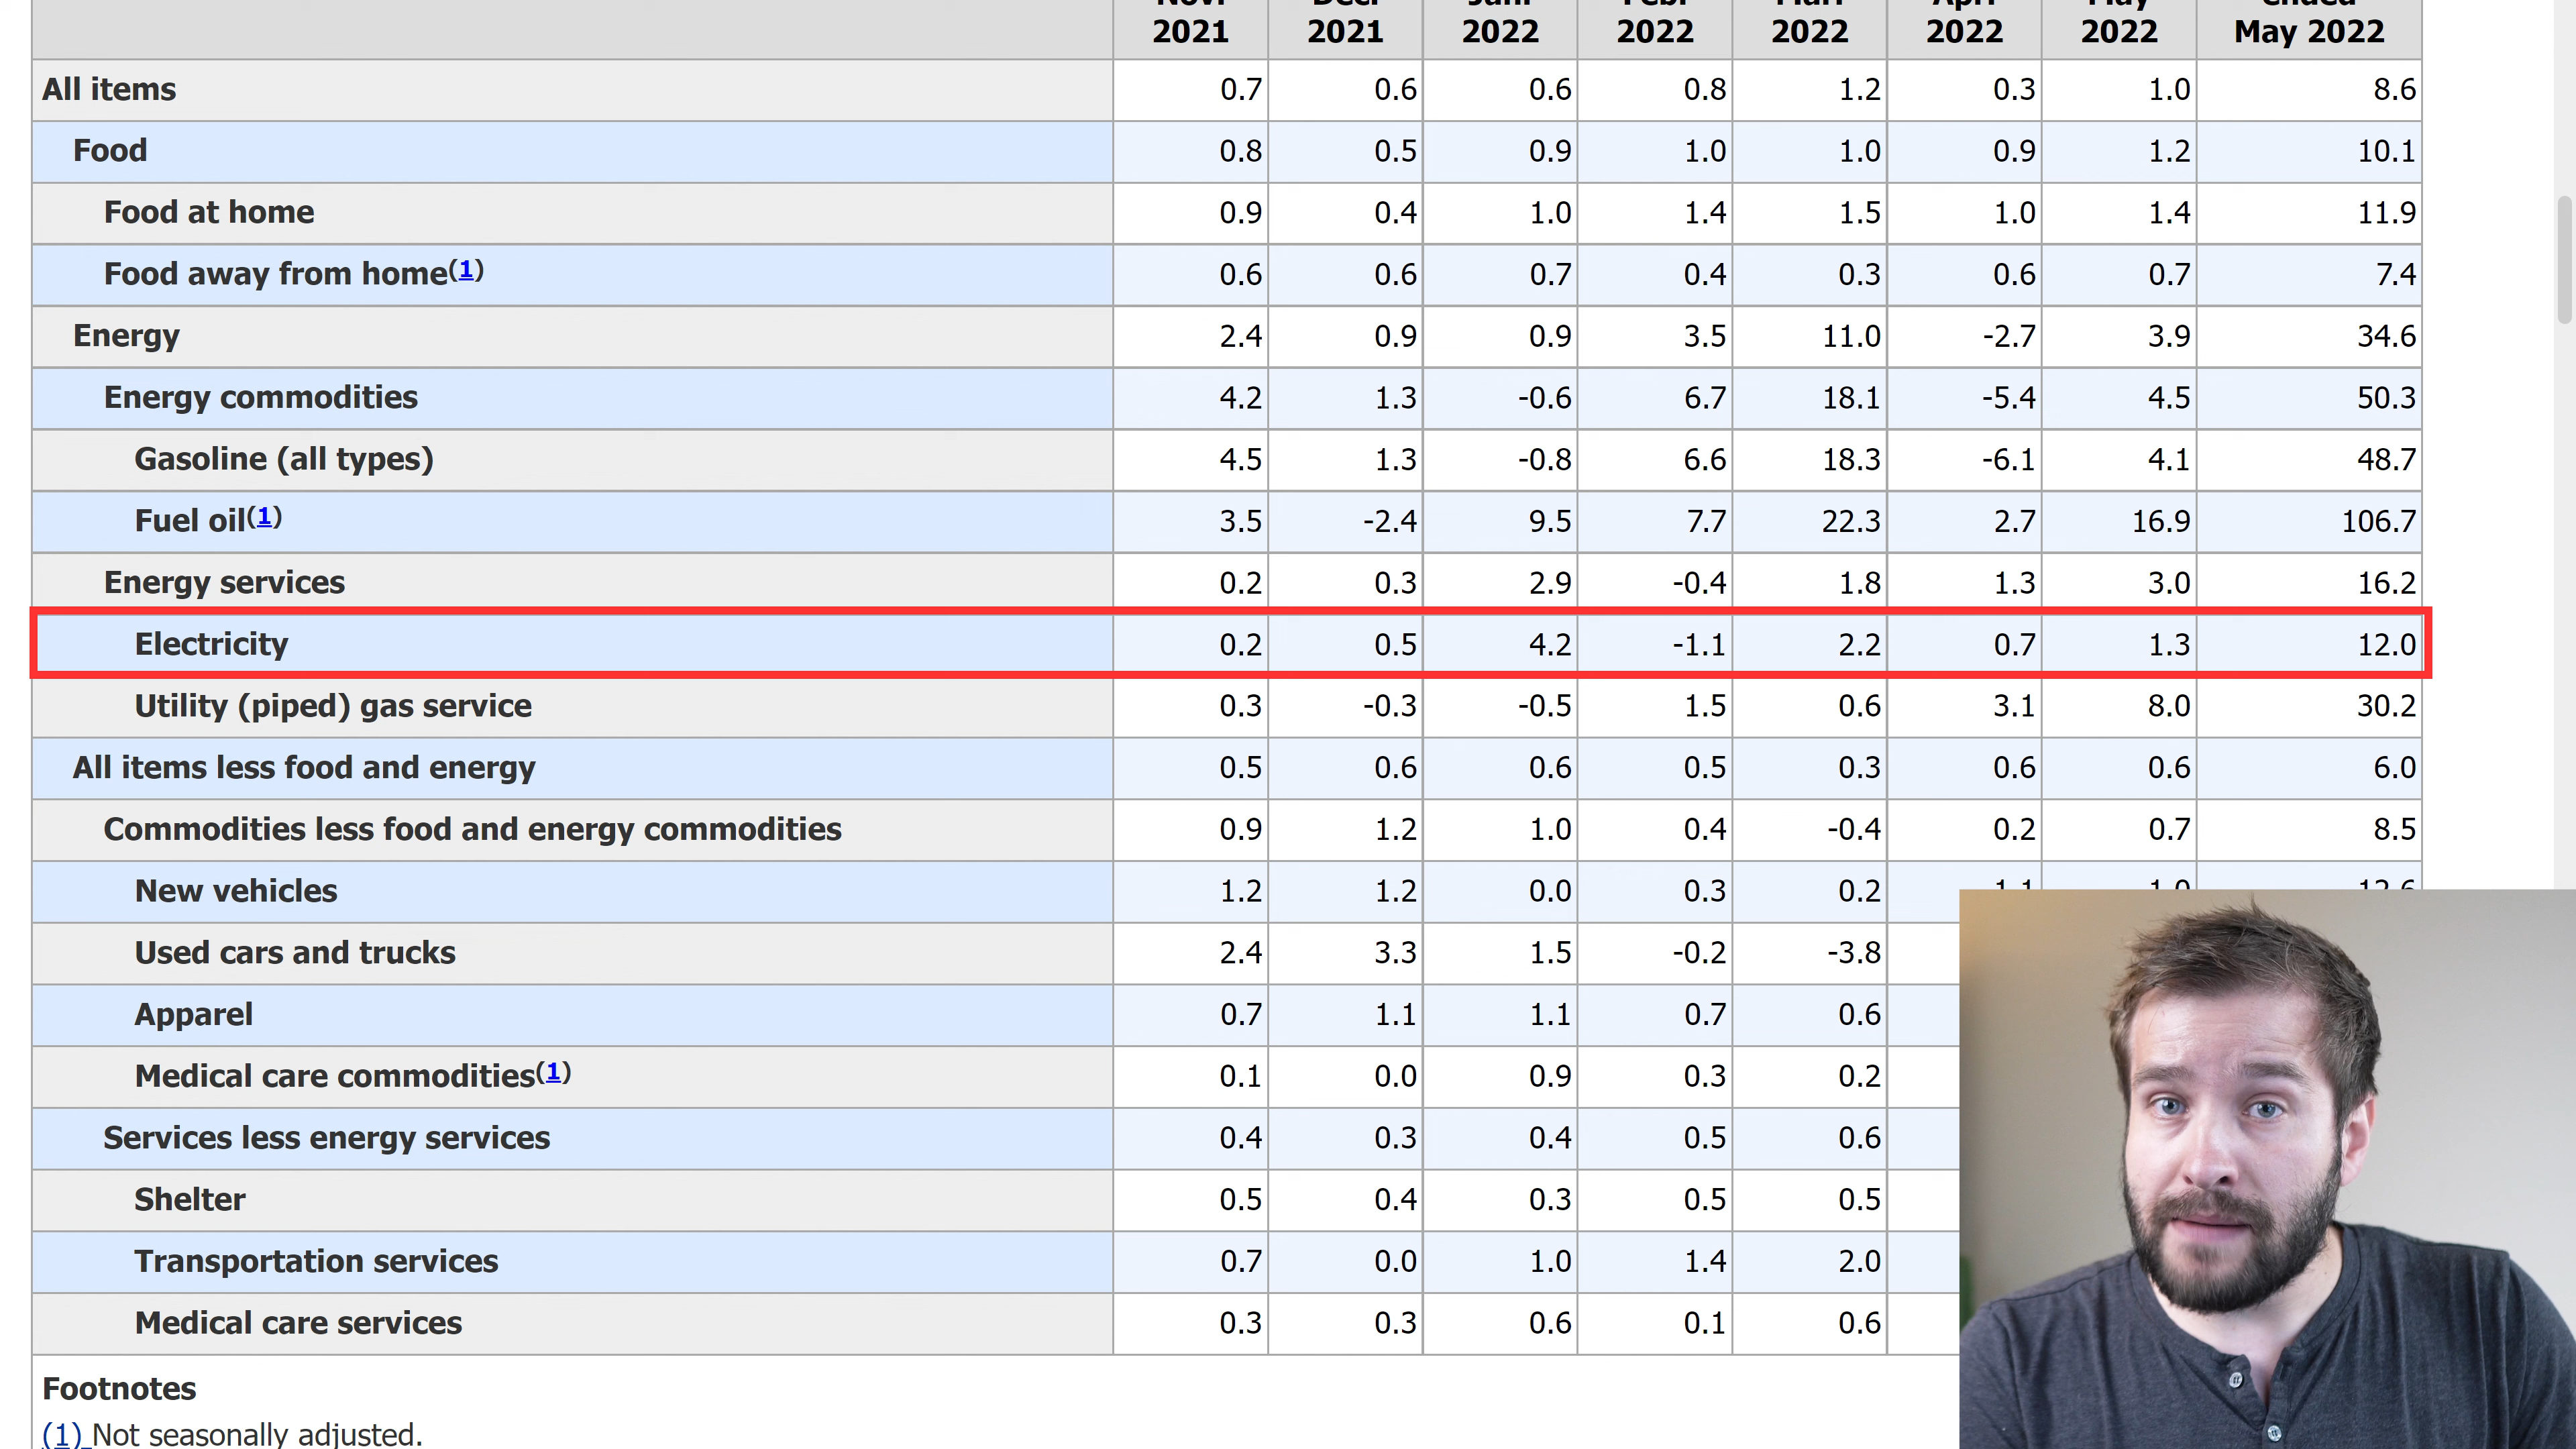 Nov. Dec. Jan. Feb. Mar. Apr. May ended
2021 2021 2022 2022 2022 2022 2022 May 2022
All items 0.7 0.6 0.6 0.8 1.2 0.3 1.0 8.6
Food 0.8 0.5 0.9 1.0 1.0 0.9 1.2 10.1
Food at home 0.9 0.4 1.0 1.4 1.5 1.0 1.4 11.9
Food away from home(1) 0.6 0.6 0.7 0.4 0.3 0.6 0.7 7.4
Energy 2.4 0.9 0.9 3.5 11.0 -2.7 3.9 34.6
Energy commodities 4.2 1.3 -0.6 6.7 18.1 -5.4 4.5 50.3
Gasoline (all types) 4.5 1.3 -0.8 6.6 18.3 -6.1 4.1 48.7
Fuel oil(1) 3.5 -2.4 9.5 7.7 22.3 2.7 16.9 106.7
Energy services 0.2 0.3 2.9 -0.4 1.8 1.3 3.0 16.2
Electricity 0.2 0.5 4.2 -1.1 2.2 0.7 1.3 12.0
Utility (piped) gas service 0.3 -0.3 -0.5 1.5 0.6 3.1 8.0 30.2
All items less food and energy 0.5 0.6 0.6 0.5 0.3 0.6 0.6 6.0
Commodities less food and energy commodities 0.9 1.2 1.0 0.4 -0.4 0.2 0.7 8.5
New vehicles 1.2 1.2 0.0 0.3 0.2 1.1 1.0 12.6
Used cars and trucks 2.4 3.3 1.5 -0.2 -3.8
Apparel 0.7 1.1 1.1 0.7 0.6
Medical care commodities(1) 0.1 0.0 0.9 0.3 0.2
Services less energy services 0.4 0.3 0.4 0.5 0.6
Shelter 0.5 0.4 0.3 0.5 0.5
Transportation services 0.7 0.0 1.0 1.4 2.0
Medical care services 0.3 0.3 0.6 0.1 0.6
Footnotes
(1) Not seasonally adjusted.